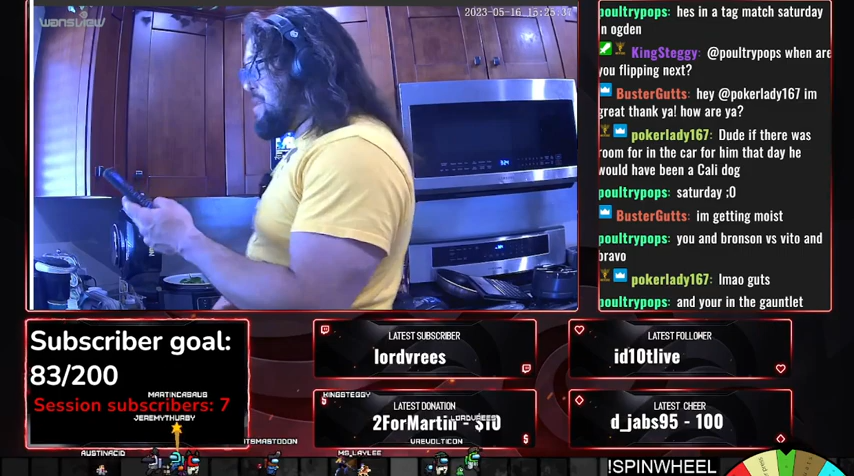 wansview
2023-05-16 15:25:37
poultrypops: hes in a tag match saturday
n ogden
KingSteggy: @poultrypops when are
you flipping next?
BusterGutts: hey @pokerlady167 im
great thank ya! how are ya?
pokerlady167: Dude if there was
room for in the car for him that day he
would have been a Cali dog
poultrypops: saturday ;O
BusterGutts: im getting moist
poultrypops: you and bronson vs vito and
bravo
pokerlady167: lmao guts
poultrypops: and your in the gauntlet
Subscriber goal:
83/200
Session subscribers: 7
MARTINCASAUS
JEREMYTHURBY
ITSMASTODON
AUSTINACID
LATEST SUBSCRIBER
lordvrees
LATEST FOLLOWER
id10tlive
KINGSTEGGY
LATEST DONATION
2ForMartin - $10
LORDVREES
VREVOLTICON
MS_LAYLEE
LATEST CHEER
d_jabs95 - 100
!SPINWHEEL